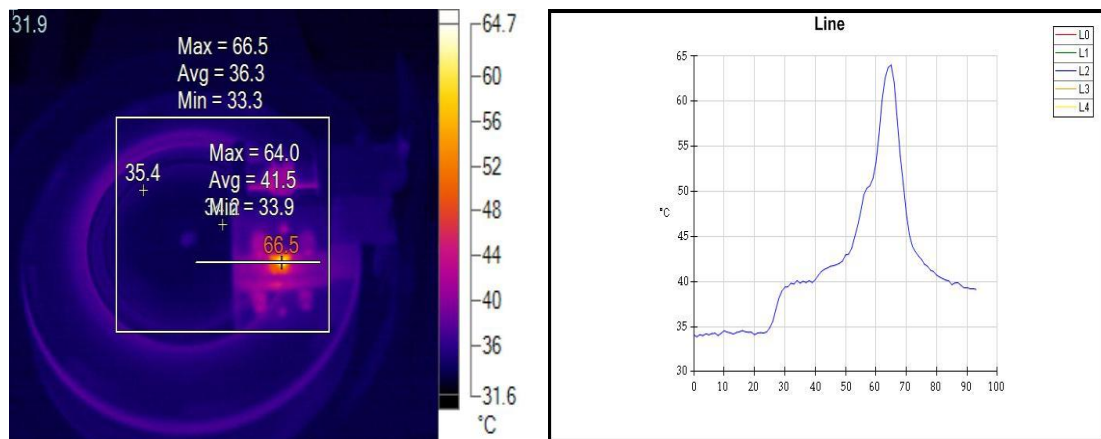 31.9
Max = 66.5
Avg = 36.3
Min = 33.3
Max = 64.0
Avg = 41.5
Min = 33.9
35.4
66.5
64.7
60
56
52
48
44
40
36
31.6
°C
Line
L0
L1
L2
L3
L4
65
60
55
50
45
40
35
30
°C
0 10 20 30 40 50 60 70 80 90 100